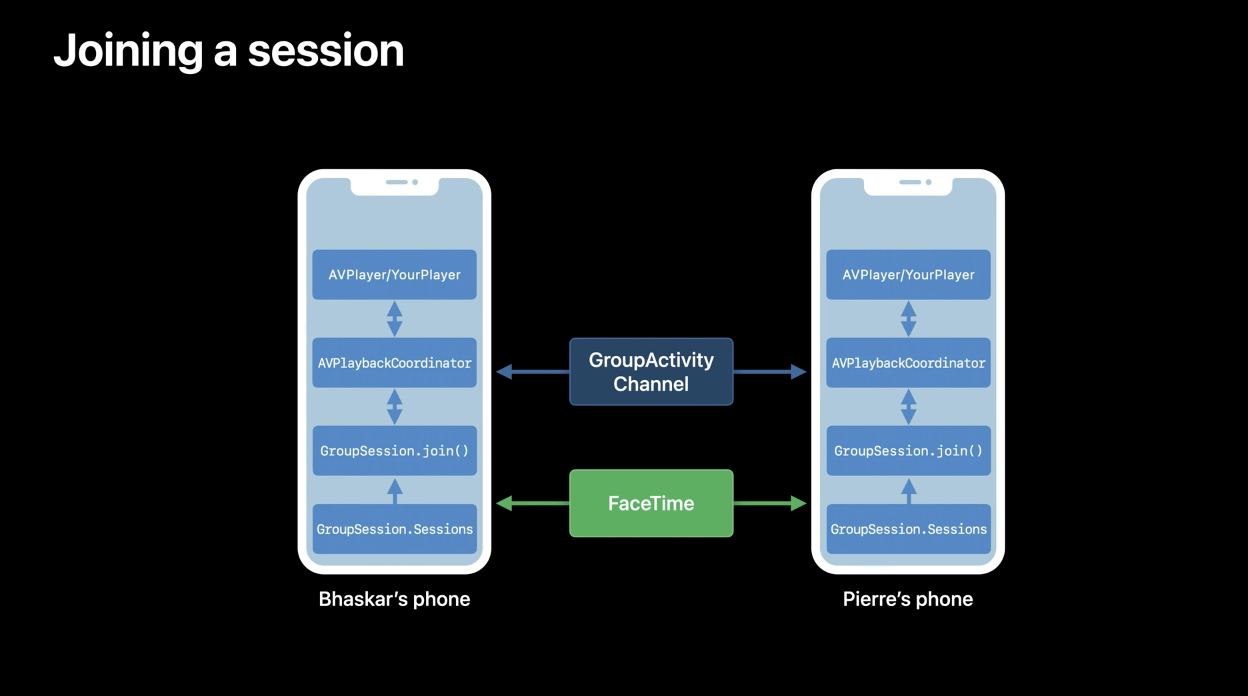 Joining a session
AVPlayer/YourPlayer
AVPlaybackCoordinator
GroupSession.join()
GroupSession.Sessions
Bhaskar’s phone
GroupActivity
Channel
FaceTime
AVPlayer/YourPlayer
AVPlaybackCoordinator
GroupSession.join()
GroupSession.Sessions
Pierre’s phone